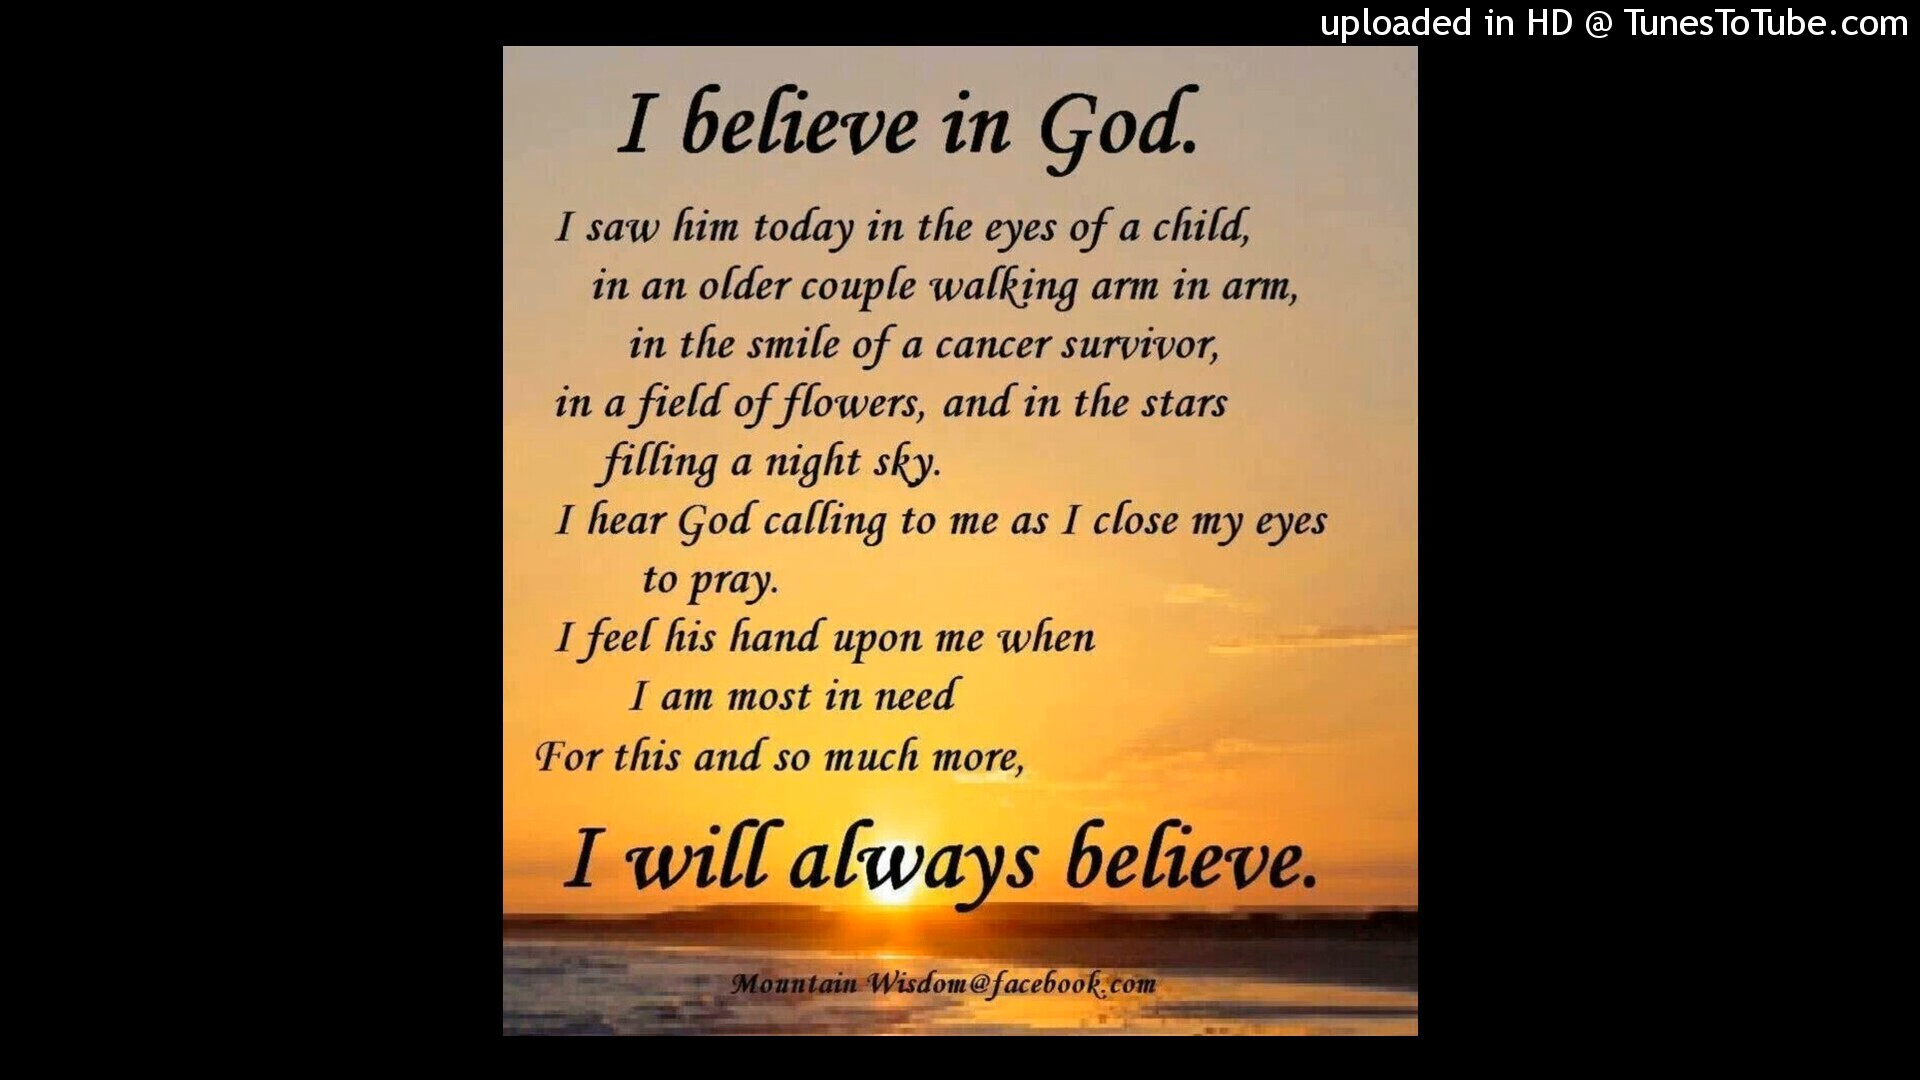 uploaded in HD @ TunesToTube.com
I believe in God.
I saw him today in the eyes of a child,
in an older couple walking arm in arm,
in the smile of a cancer survivor,
in a field of flowers, and in the stars
filling a night sky.
I hear God calling to me as I close my eyes
to pray.
I feel his hand upon me when
I am most in need
For this and so much more,
I will always believe.
Mountain Wisdom@facebook.com